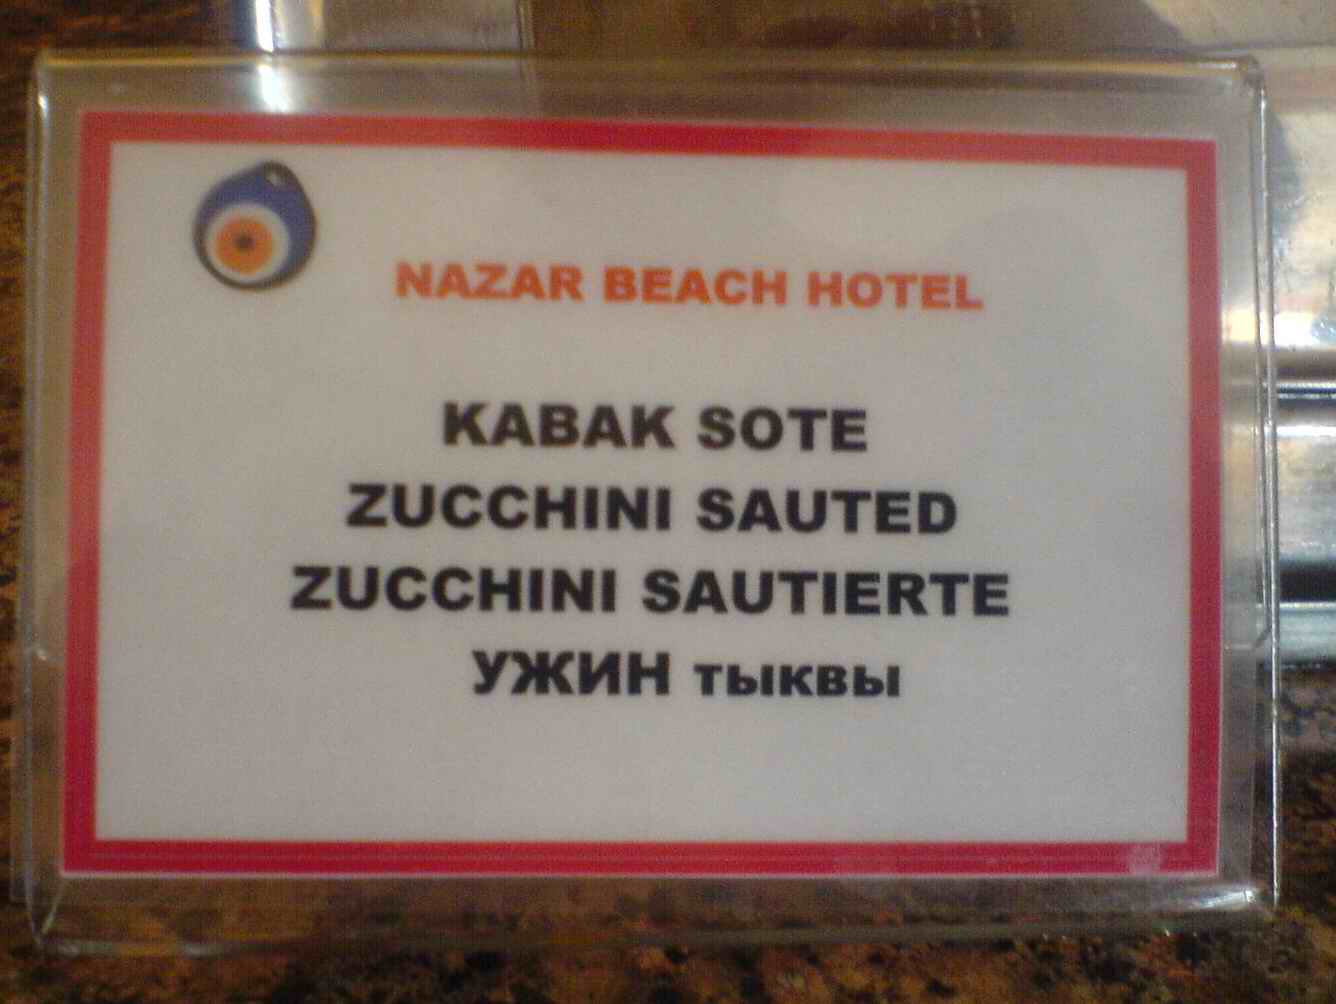 NAZAR BEACH HOTEL
KABAK SOTE
ZUCCHINI SAUTED
ZUCCHINI SAUTIERTE
УЖИН тыквы